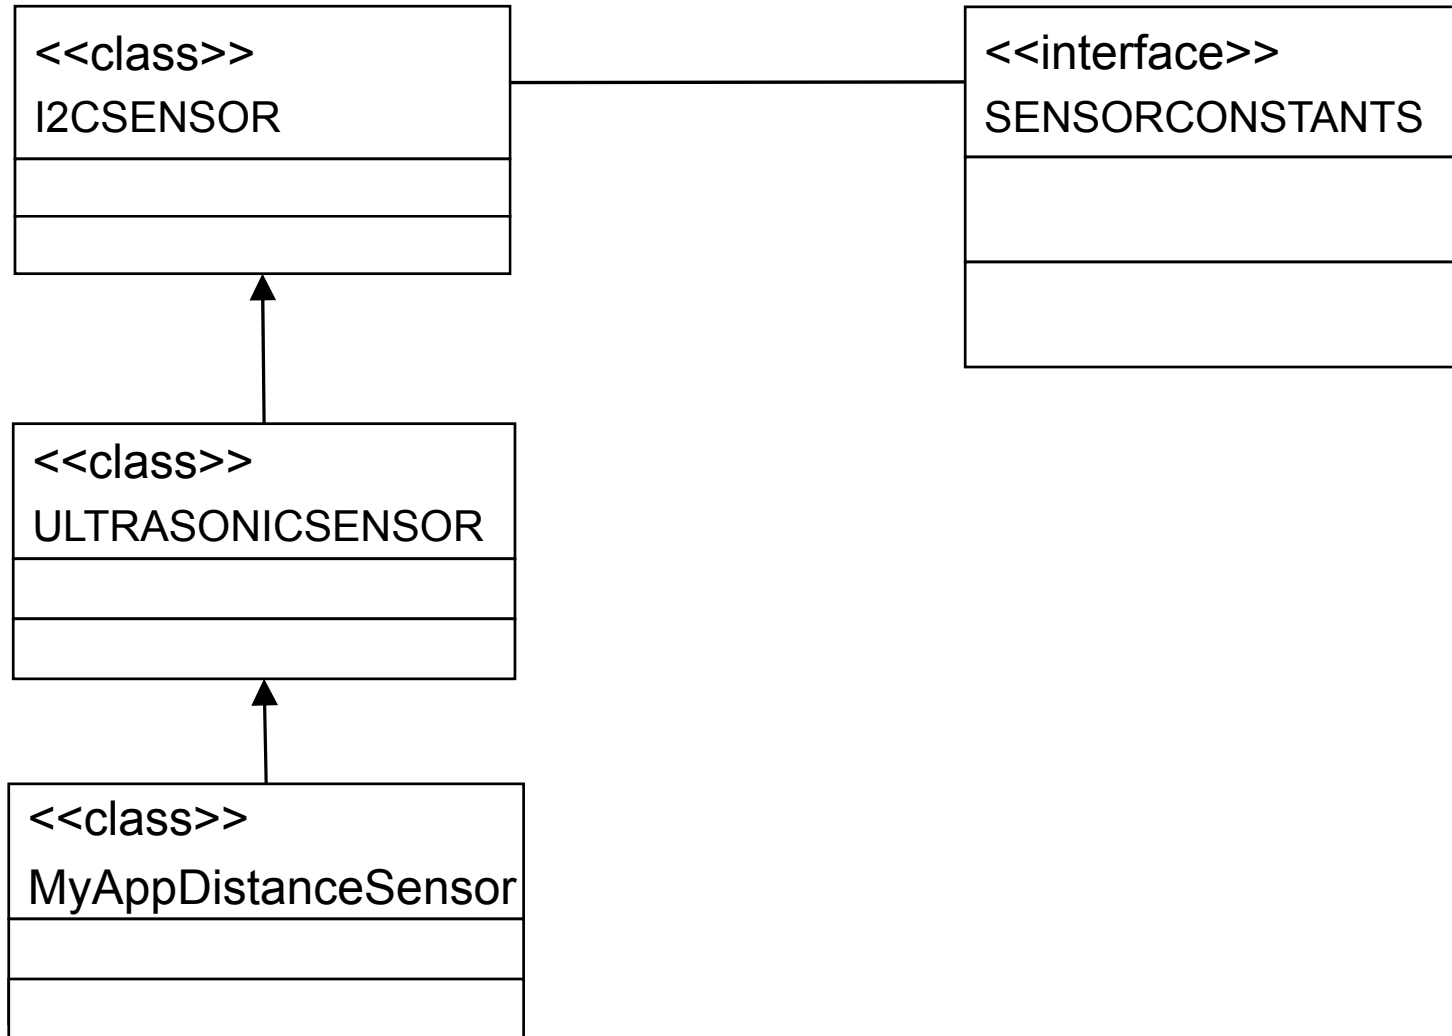 <<class>>
I2CSENSOR
<<interface>>
SENSORCONSTANTS
<<class>>
ULTRASONICSENSOR
<<class>>
MyAppDistanceSensor